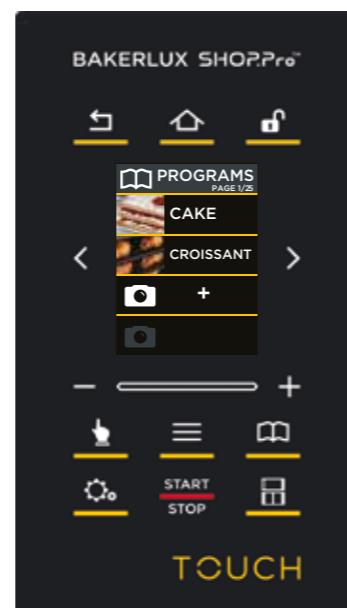 BAKERLUX SHOP.Pro™
PROGRAMS
PAGE 1/25
CAKE
CROISSANT
+
START
STOP
TOUCH